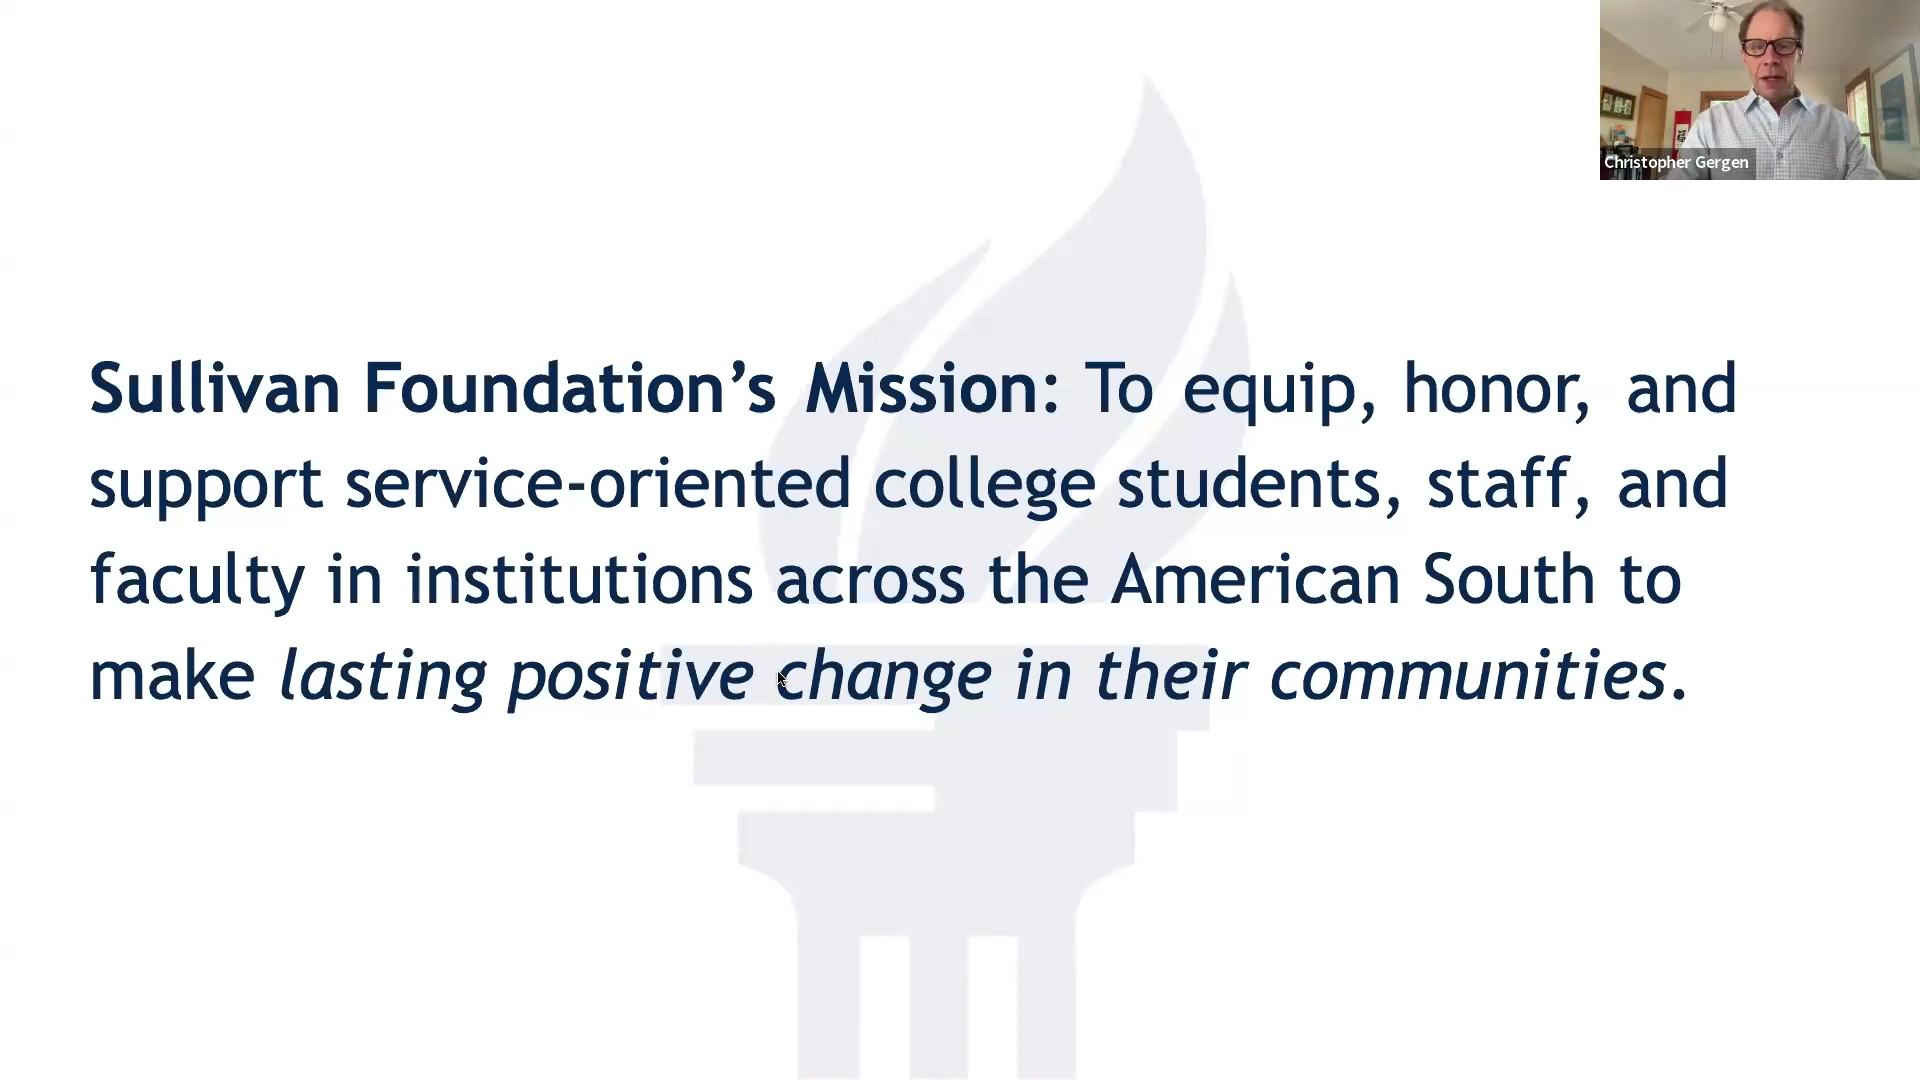 Christopher Gergen
Sullivan Foundation’s Mission: To equip, honor, and
support service-oriented college students, staff, and
faculty in institutions across the American South to
make lasting positive change in their communities.